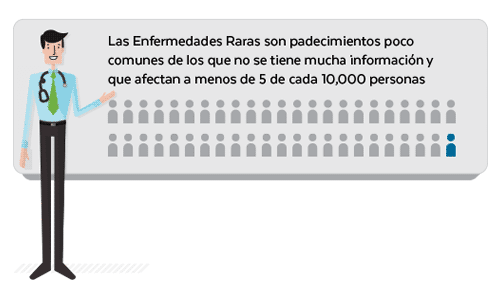 Las Enfermedades Raras son padecimientos poco
comunes de los que no se tiene mucha información y
que afectan a menos de 5 de cada 10,000 personas